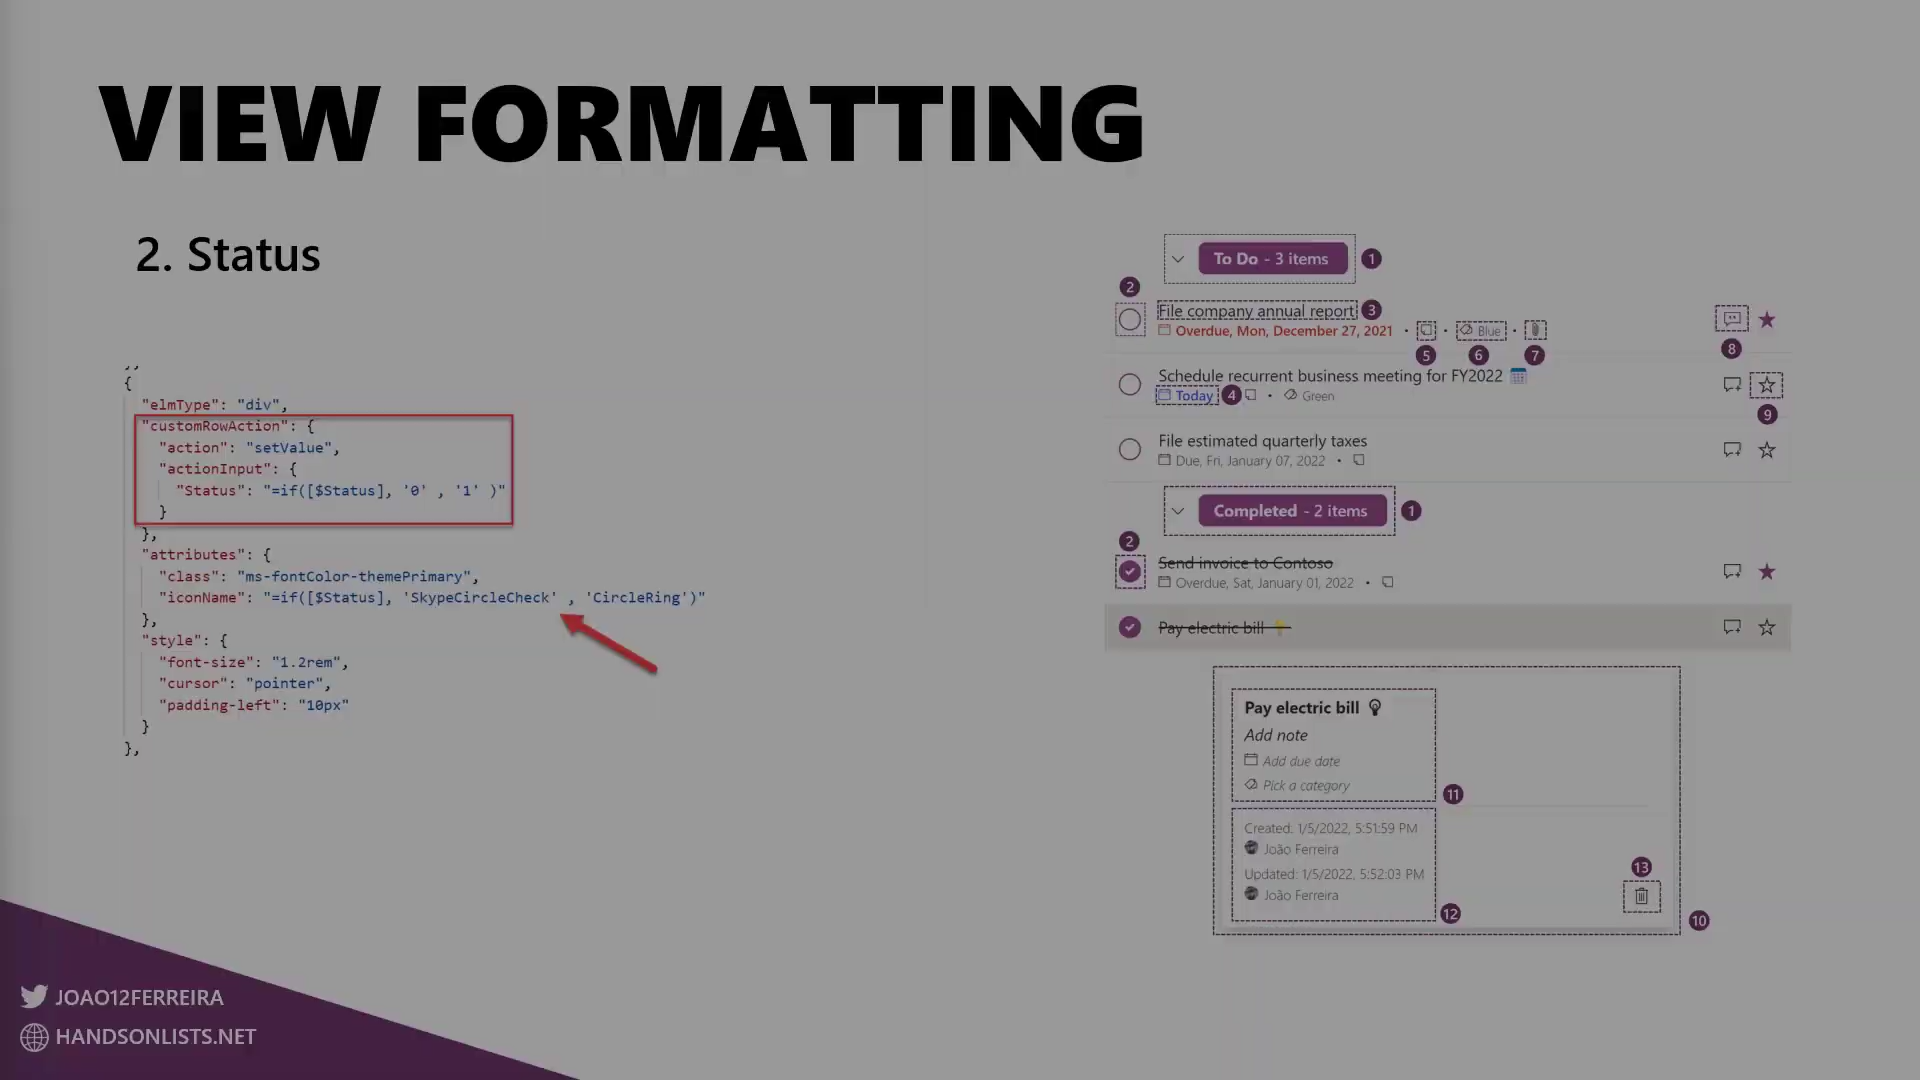 VIEW FORMATTING
2. Status
{
"elmType": "div",
"customRowAction": {
"action": "setValue",
"actionInput": {
"Status": "=if([$Status], '0' , '1' )"
}
},
"attributes": {
"class": "ms-fontColor-themePrimary",
"iconName": "=if([$Status], 'SkypeCircleCheck' , 'CircleRing')"
},
"style": {
"font-size": "1.2rem",
"cursor": "pointer",
"padding-left": "10px"
}
},
To Do - 3 items 1
2
File company annual report 3
Overdue, Mon, December 27, 2021 • • Blue •
5 6 7 8
Schedule recurrent business meeting for FY2022
Today 4 • Green
9
File estimated quarterly taxes
Due, Fri, January 07, 2022 •
Completed - 2 items 1
2
Send invoice to Contoso
Overdue, Sat, January 01, 2022 •
Pay electric bill
Pay electric bill
Add note
Add due date
Pick a category
11
Created: 1/5/2022, 5:51:59 PM
João Ferreira
Updated: 1/5/2022, 5:52:03 PM
João Ferreira
12
13
10
JOAO12FERREIRA
HANDSONLISTS.NET